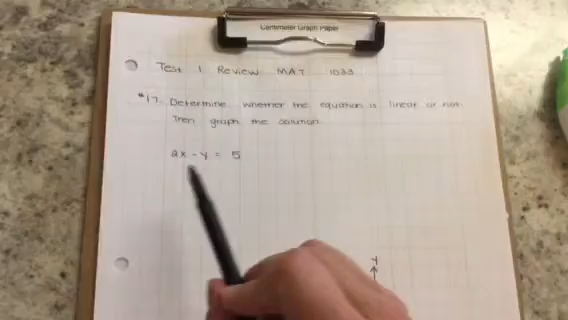 Centimeter Graph Paper
Test 1 Review MAT 1033
#17. Determine whether the equation is linear or not.
Then graph the solution.
2x - y = 5
y